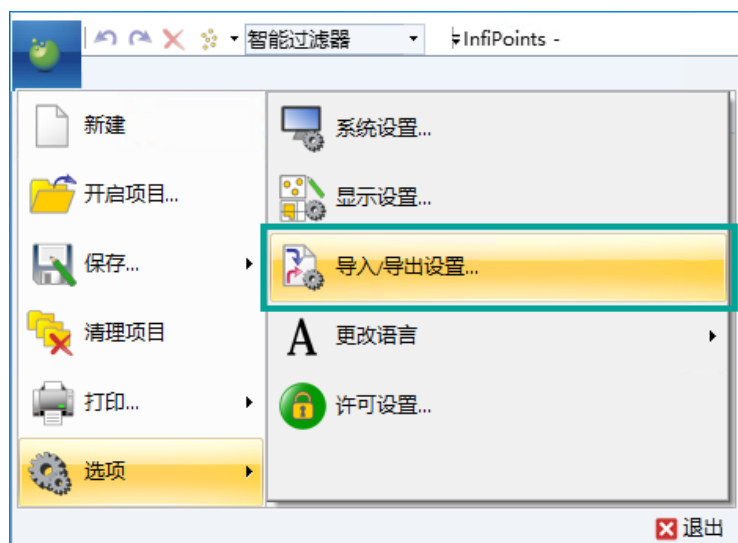 智能过滤器
InfiPoints -
新建
开启项目...
保存...
清理项目
打印...
选项
系统设置...
显示设置...
导入/导出设置...
A 更改语言
许可设置...
退出